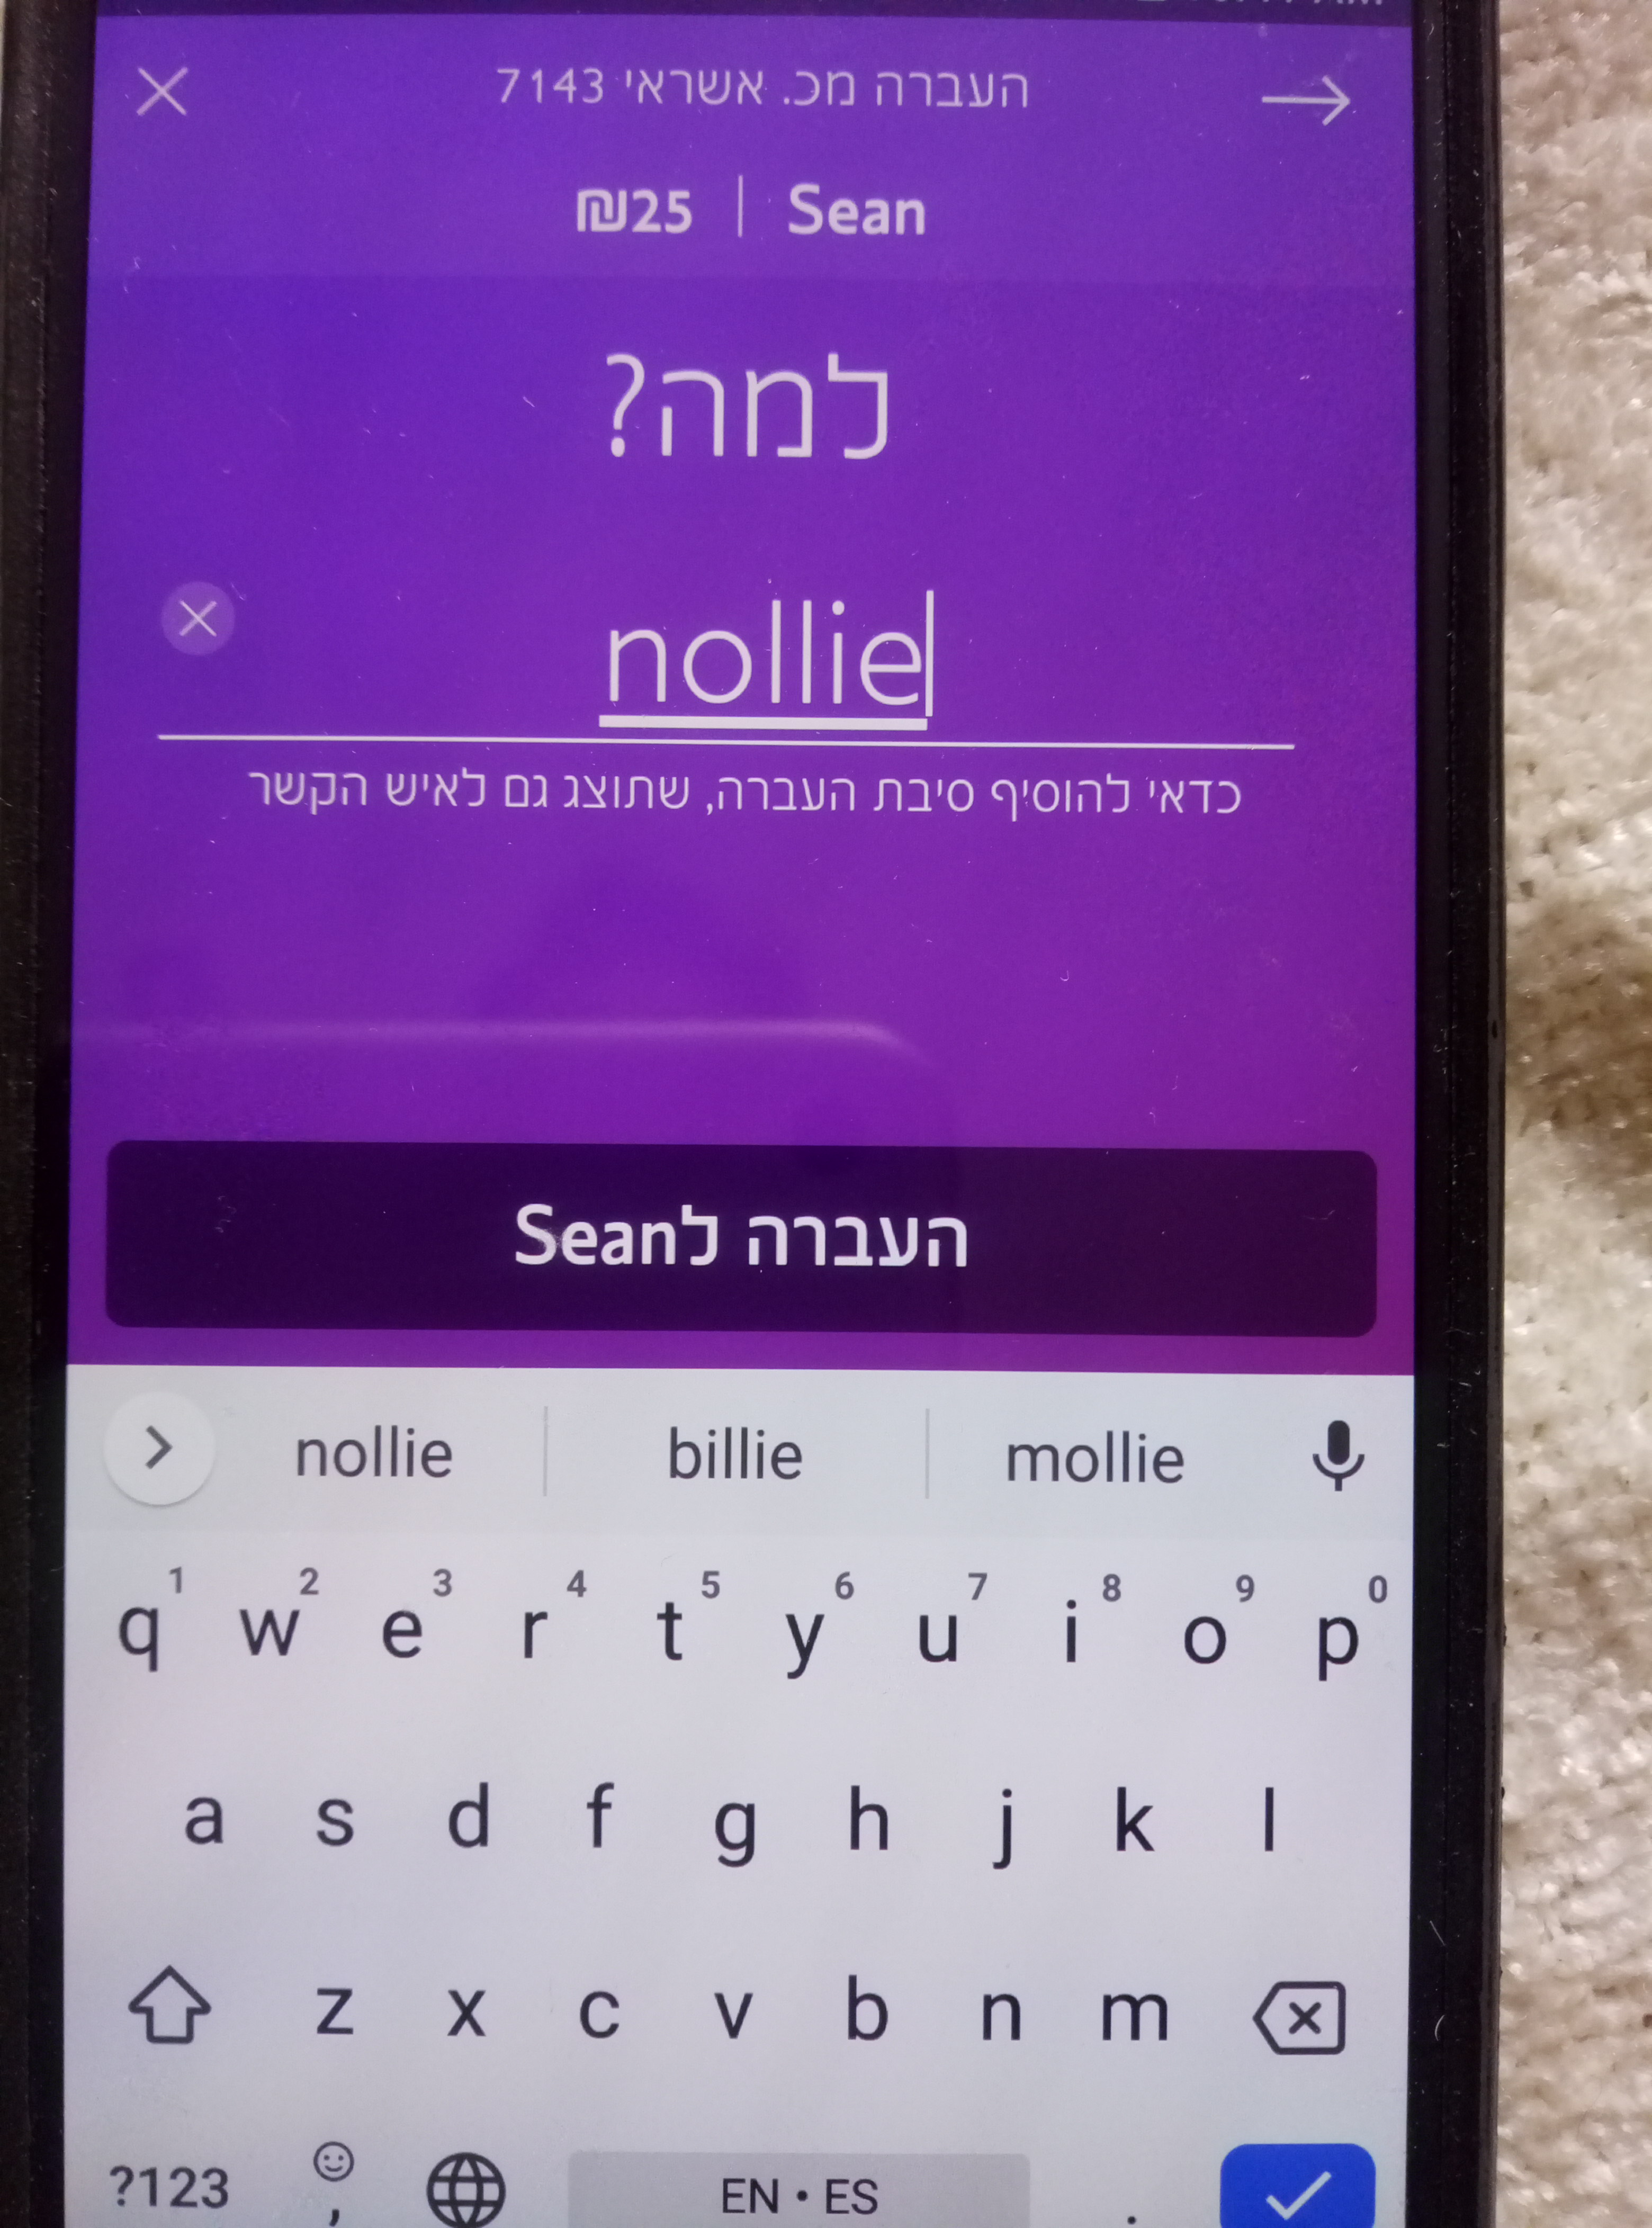 העברה מכ. אשראי 7143
Sean | ₪25
למה?
nollie
כדאי להוסיף סיבת העברה, שתוצג גם לאיש הקשר
העברה לSean
nollie billie mollie
1 2 3 4 5 6 7 8 9 0
q w e r t y u i o p
a s d f g h j k l
z x c v b n m
?123 , EN • ES .